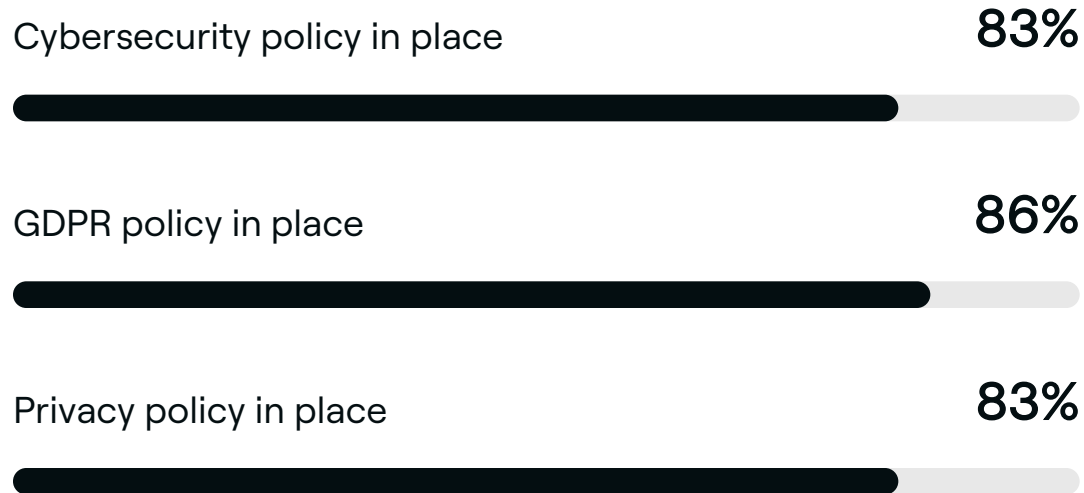 Cybersecurity policy in place 83%
GDPR policy in place 86%
Privacy policy in place 83%